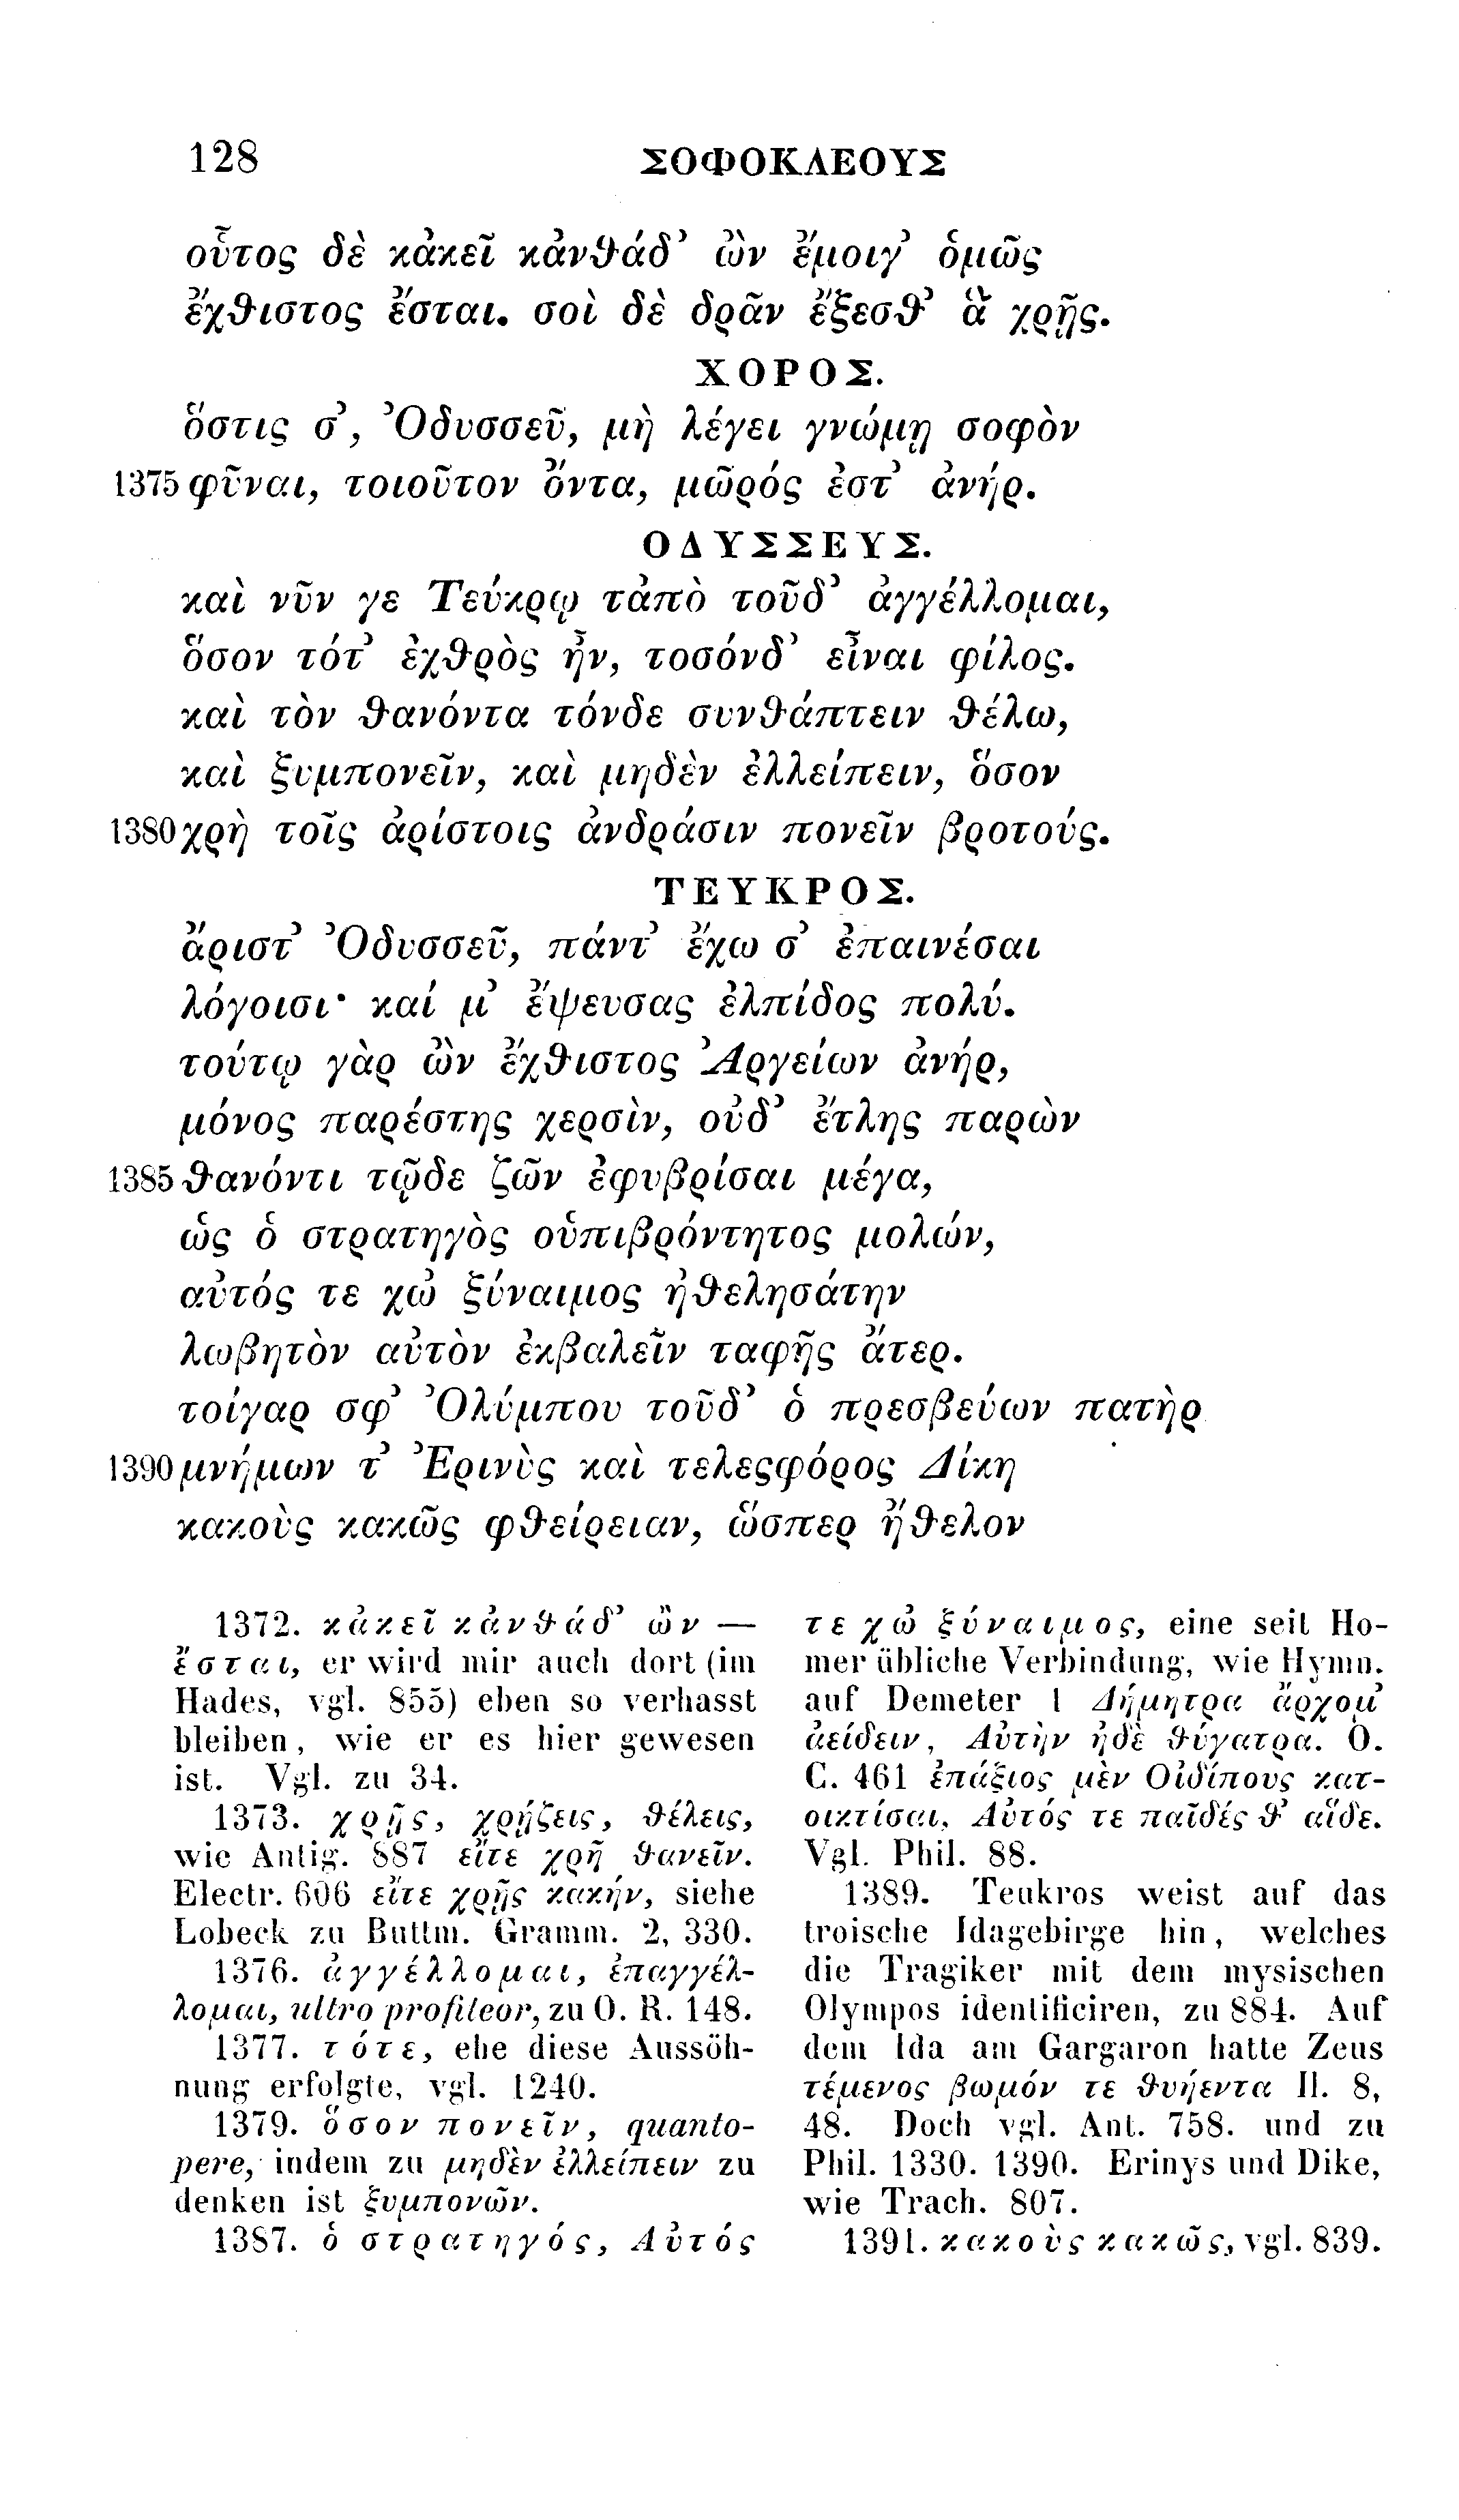 128 ΣΟΦΟΚΛΕΟΥΣ
οὗτος δὲ κἀκεῖ κἀνθάδ᾽ ὢν ἔμοιγ᾽ ὁμῶς
ἔχθιστος ἔσται. σοὶ δὲ δρᾶν ἔξεσθ᾽ ἃ χρῇς.
ΧΟΡΟΣ.
ὅστις σ᾽, Ὀδυσσεῦ, μὴ λέγει γνώμῃ σοφὸν
1375 φῦναι, τοιοῦτον ὄντα, μῶρός ἐστ᾽ ἀνήρ.
ΟΔΥΣΣΕΥΣ.
καὶ νῦν γε Τεύκρῳ τἀπὸ τοῦδ᾽ ἀγγέλλομαι,
ὅσον τότ᾽ ἐχθρὸς ἦν, τοσόνδ᾽ εἶναι φίλος.
καὶ τὸν θανόντα τόνδε συνθάπτειν θέλω,
καὶ ξυμπονεῖν, καὶ μηδὲν ἐλλείπειν, ὅσον
1380 χρὴ τοῖς ἀρίστοις ἀνδράσιν πονεῖν βροτούς.
ΤΕΥΚΡΟΣ.
ἄριστ᾽ Ὀδυσσεῦ, πάντ᾽ ἔχω σ᾽ ἐπαινέσαι
λόγοισι· καί μ᾽ ἔψευσας ἐλπίδος πολύ.
τούτῳ γὰρ ὢν ἔχθιστος Ἀργείων ἀνήρ,
μόνος παρέστης χερσὶν, οὐδ᾽ ἔτλης παρὼν
1385 θανόντι τῷδε ζῶν ἐφυβρίσαι μέγα,
ὡς ὁ στρατηγὸς οὑπιβρόντητος μολών,
αὐτός τε χὠ ξύναιμος ἠθελησάτην
λωβητὸν αὐτὸν ἐκβαλεῖν ταφῆς ἄτερ.
τοίγαρ σφ᾽ Ὀλύμπου τοῦδ᾽ ὁ πρεσβεύων πατὴρ
1390 μνήμων τ᾽ Ἐρινὺς καὶ τελεςφόρος Δίκη
κακοὺς κακῶς φθείρειαν, ὥσπερ ἤθελον
1372. κἀκεῖ κἀνθάδ᾽ ὢν —
ἔσται, er wird mir auch dort (im
Hades, vgl. 855) eben so verhasst
bleiben, wie er es hier gewesen
ist. Vgl. zu 34.
1373. χρῇς, χρῄζεις, θέλεις,
wie Antig. 887 εἴτε χρῇ θανεῖν.
Electr. 606 εἴτε χρῇς κακήν, siehe
Lobeck zu Buttm. Gramm. 2, 330.
1376. ἀγγέλλομαι, ἐπαγγέλ-
λομαι, ultro profiteor, zu O. R. 148.
1377. τότε, ehe diese Aussöh-
nung erfolgte, vgl. 1240.
1379. ὅσον πονεῖν, quanto-
pere, indem zu μηδὲν ἐλλείπειν zu
denken ist ξυμπονῶν.
1387. ὁ στρατηγός, Αὐτός
τε χὠ ξύναιμος, eine seit Ho-
mer übliche Verbindung, wie Hymn.
auf Demeter 1 Δήμητρα ἄρχομ᾽
ἀείδειν, Αὐτὴν ἠδὲ θύγατρα. O.
C. 461 ἐπάξιος μὲν Οἰδίπους κατ-
οικτίσαι, Αὐτός τε παῖδές θ᾽ αἵδε.
Vgl. Phil. 88.
1389. Teukros weist auf das
troische Idagebirge hin, welches
die Tragiker mit dem mysischen
Olympos identificiren, zu 884. Auf
dem Ida am Gargaron hatte Zeus
τέμενος βωμόν τε θυήεντα Il. 8,
48. Doch vgl. Ant. 758. und zu
Phil. 1330. 1390. Erinys und Dike,
wie Trach. 807.
1391. κακοὺς κακῶς, vgl. 839.